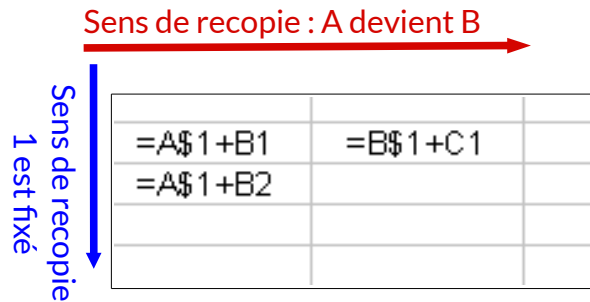 Sens de recopie : A devient B
Sens de recopie
1 est fixé
=A$1+B1 =B$1+C1
=A$1+B2